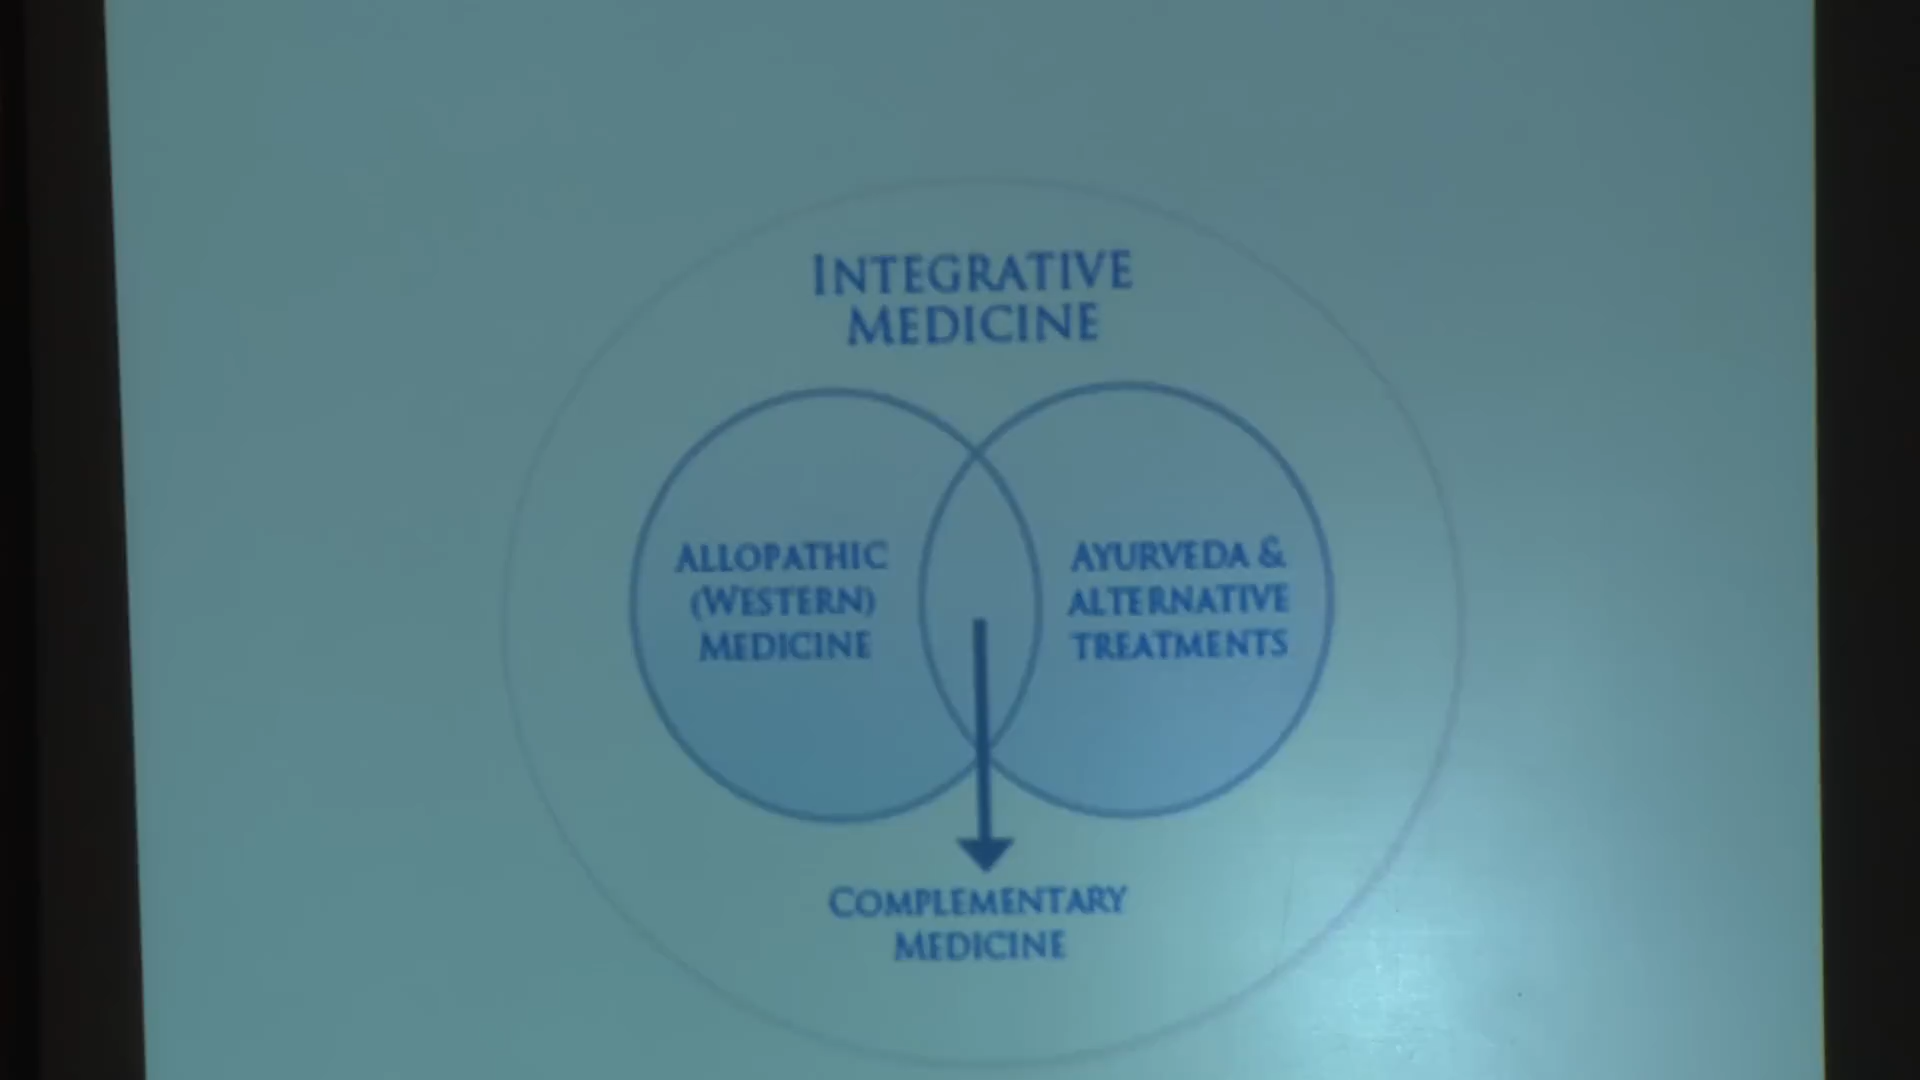 INTEGRATIVE
MEDICINE
ALLOPATHIC
(WESTERN)
MEDICINE
AYURVEDA &
ALTERNATIVE
TREATMENTS
COMPLEMENTARY
MEDICINE